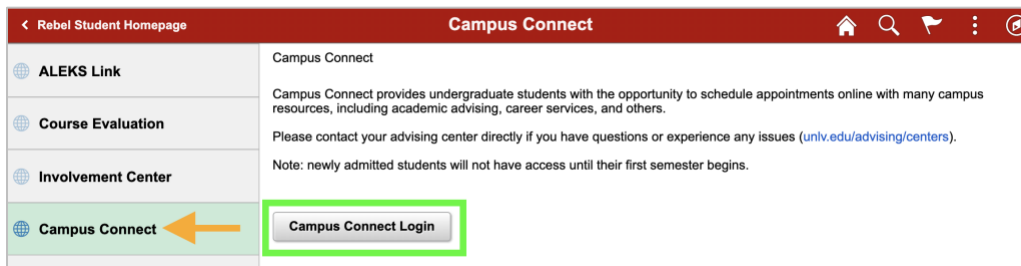 Rebel Student Homepage
Campus Connect
ALEKS Link
Course Evaluation
Involvement Center
Campus Connect
Campus Connect
Campus Connect provides undergraduate students with the opportunity to schedule appointments online with many campus
resources, including academic advising, career services, and others.
Please contact your advising center directly if you have questions or experience any issues (unlv.edu/advising/centers).
Note: newly admitted students will not have access until their first semester begins.
Campus Connect Login